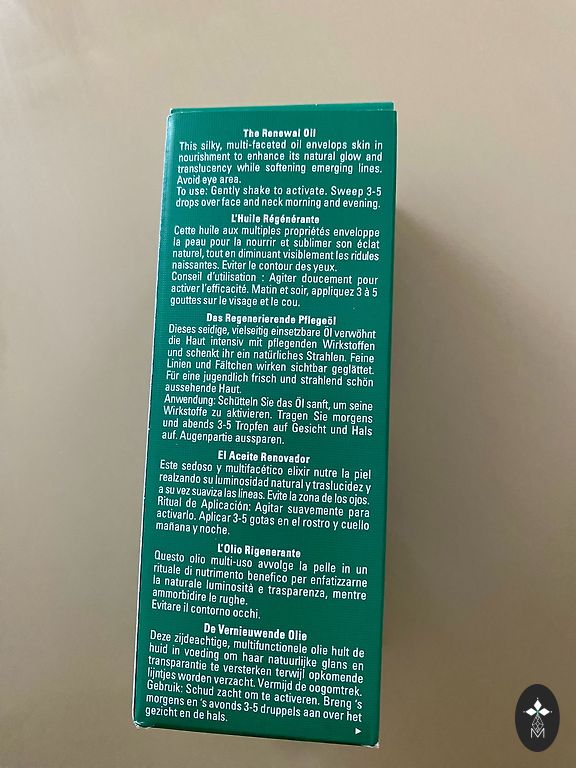 The Renewal Oil
This silky, multi-faceted oil envelops skin in
nourishment to enhance its natural glow and
translucency while softening emerging lines.
Avoid eye area.
To use: Gently shake to activate. Sweep 3-5
drops over face and neck morning and evening.
L'Huile Régénérante
Cette huile aux multiples propriétés enveloppe
la peau pour la nourrir et sublimer son éclat
naturel, tout en diminuant visiblement les ridules
naissantes. Eviter le contour des yeux.
Conseil d'utilisation : Agiter doucement pour
activer l'efficacité. Matin et soir, appliquez 3 à 5
gouttes sur le visage et le cou.
Das Regenerierende Pflegeöl
Dieses seidige, vielseitig einsetzbare Öl verwöhnt
die Haut intensiv mit pflegenden Wirkstoffen
und schenkt ihr ein natürliches Strahlen. Feine
Linien und Fältchen wirken sichtbar geglättet.
Für eine jugendlich frisch und strahlend schön
aussehende Haut.
Anwendung: Schütteln Sie das Öl sanft, um seine
Wirkstoffe zu aktivieren. Tragen Sie morgens
und abends 3-5 Tropfen auf Gesicht und Hals
auf. Augenpartie aussparen.
El Aceite Renovador
Este sedoso y multifacético elixir nutre la piel
realzando su luminosidad natural y traslucidez y
a su vez suaviza las líneas. Evite la zona de los ojos.
Ritual de Aplicación: Agitar suavemente para
activarlo. Aplicar 3-5 gotas en el rostro y cuello
mañana y noche.
L'Olio Rigenerante
Questo olio multi-uso avvolge la pelle in un
rituale di nutrimento benefico per enfatizzarne
la naturale luminosità e trasparenza, mentre
ammorbidire le rughe.
Evitare il contorno occhi.
De Vernieuwende Olie
Deze zijdeachtige, multifunctionele olie hult de
huid in voeding om haar natuurlijke glans en
transparantie te versterken terwijl opkomende
lijntjes worden verzacht. Vermijd de oogomtrek.
Gebruik: Schud zacht om te activeren. Breng 's
morgens en 's avonds 3-5 druppels aan over het
gezicht en de hals.